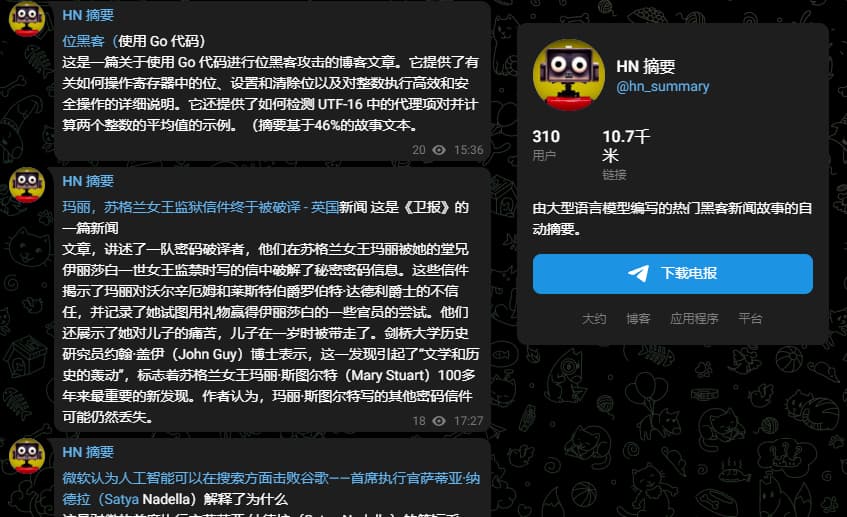 HN 摘要
位黑客（使用 Go 代码）
这是一篇关于使用 Go 代码进行位黑客攻击的博客文章。它提供了有
关如何操作寄存器中的位、设置和清除位以及对整数执行高效和安
全操作的详细说明。它还提供了如何检测 UTF-16 中的代理项对并计
算两个整数的平均值的示例。（摘要基于46%的故事文本。
20 15:36
HN 摘要
玛丽，苏格兰女王监狱信件终于被破译 - 英国新闻 这是《卫报》的
一篇新闻
文章，讲述了一队密码破译者，他们在苏格兰女王玛丽被她的堂兄
伊丽莎白一世女王监禁时写的信中破解了秘密密码信息。这些信件
揭示了玛丽对沃尔辛厄姆和莱斯特伯爵罗伯特·达德利爵士的不信
任，并记录了她试图用礼物赢得伊丽莎白的一些官员的尝试。他们
还展示了她对儿子的痛苦，儿子在一岁时被带走了。剑桥大学历史
研究员约翰·盖伊（John Guy）博士表示，这一发现引起了“文学和历
史的轰动”，标志着苏格兰女王玛丽·斯图尔特（Mary Stuart）100多
年来最重要的新发现。作者认为，玛丽·斯图尔特写的其他密码信件
可能仍然丢失。
18 17:27
HN 摘要
微软认为人工智能可以在搜索方面击败谷歌——首席执行官萨蒂亚·纳
德拉（Satya Nadella）解释了为什么
HN 摘要
@hn_summary
310
用户
10.7千
米
链接
由大型语言模型编写的热门黑客新闻故事的自
动摘要。
下载电报
大约 博客 应用程序 平台